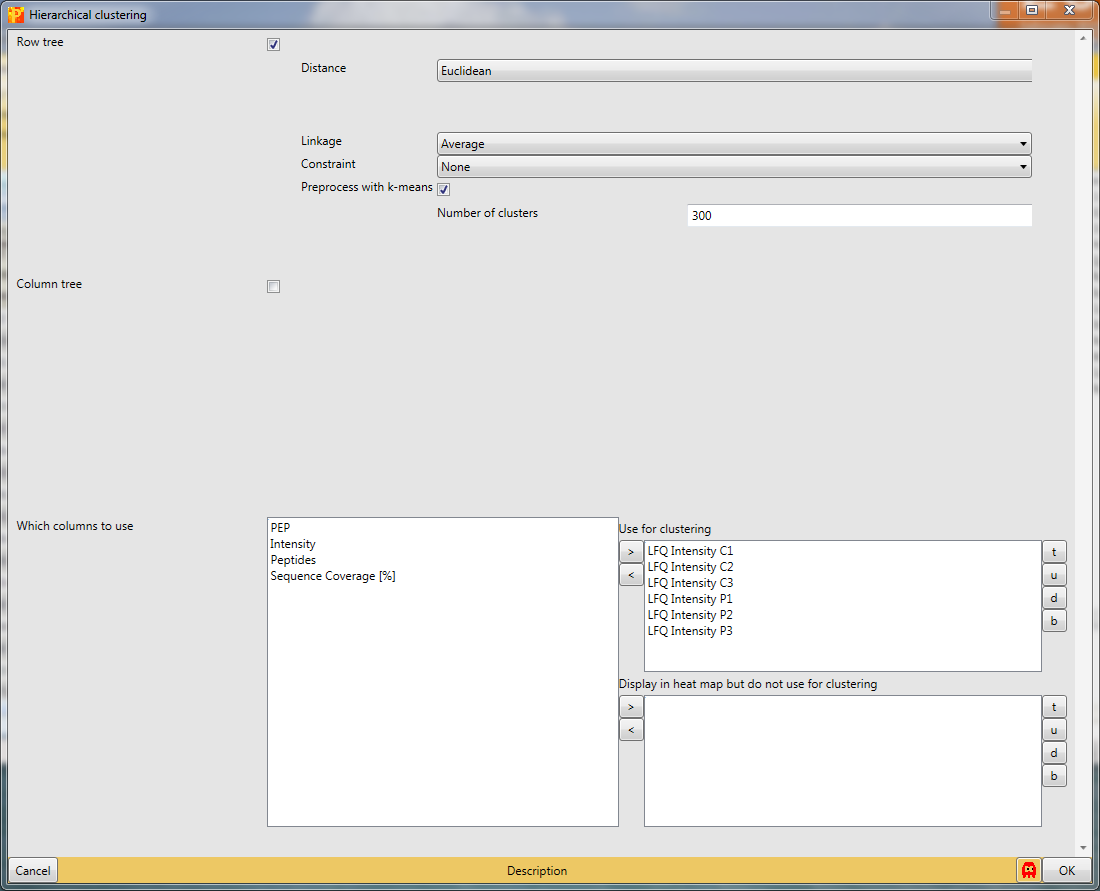 Hierarchical clustering
Row tree
Distance
Euclidean
Linkage
Average
Constraint
None
Preprocess with k-means
Number of clusters
300
Column tree
Which columns to use
PEP
Intensity
Peptides
Sequence Coverage [%]
Use for clustering
>
<
LFQ Intensity C1
LFQ Intensity C2
LFQ Intensity C3
LFQ Intensity P1
LFQ Intensity P2
LFQ Intensity P3
t
u
d
b
Display in heat map but do not use for clustering
>
<
t
u
d
b
Cancel
Description
OK